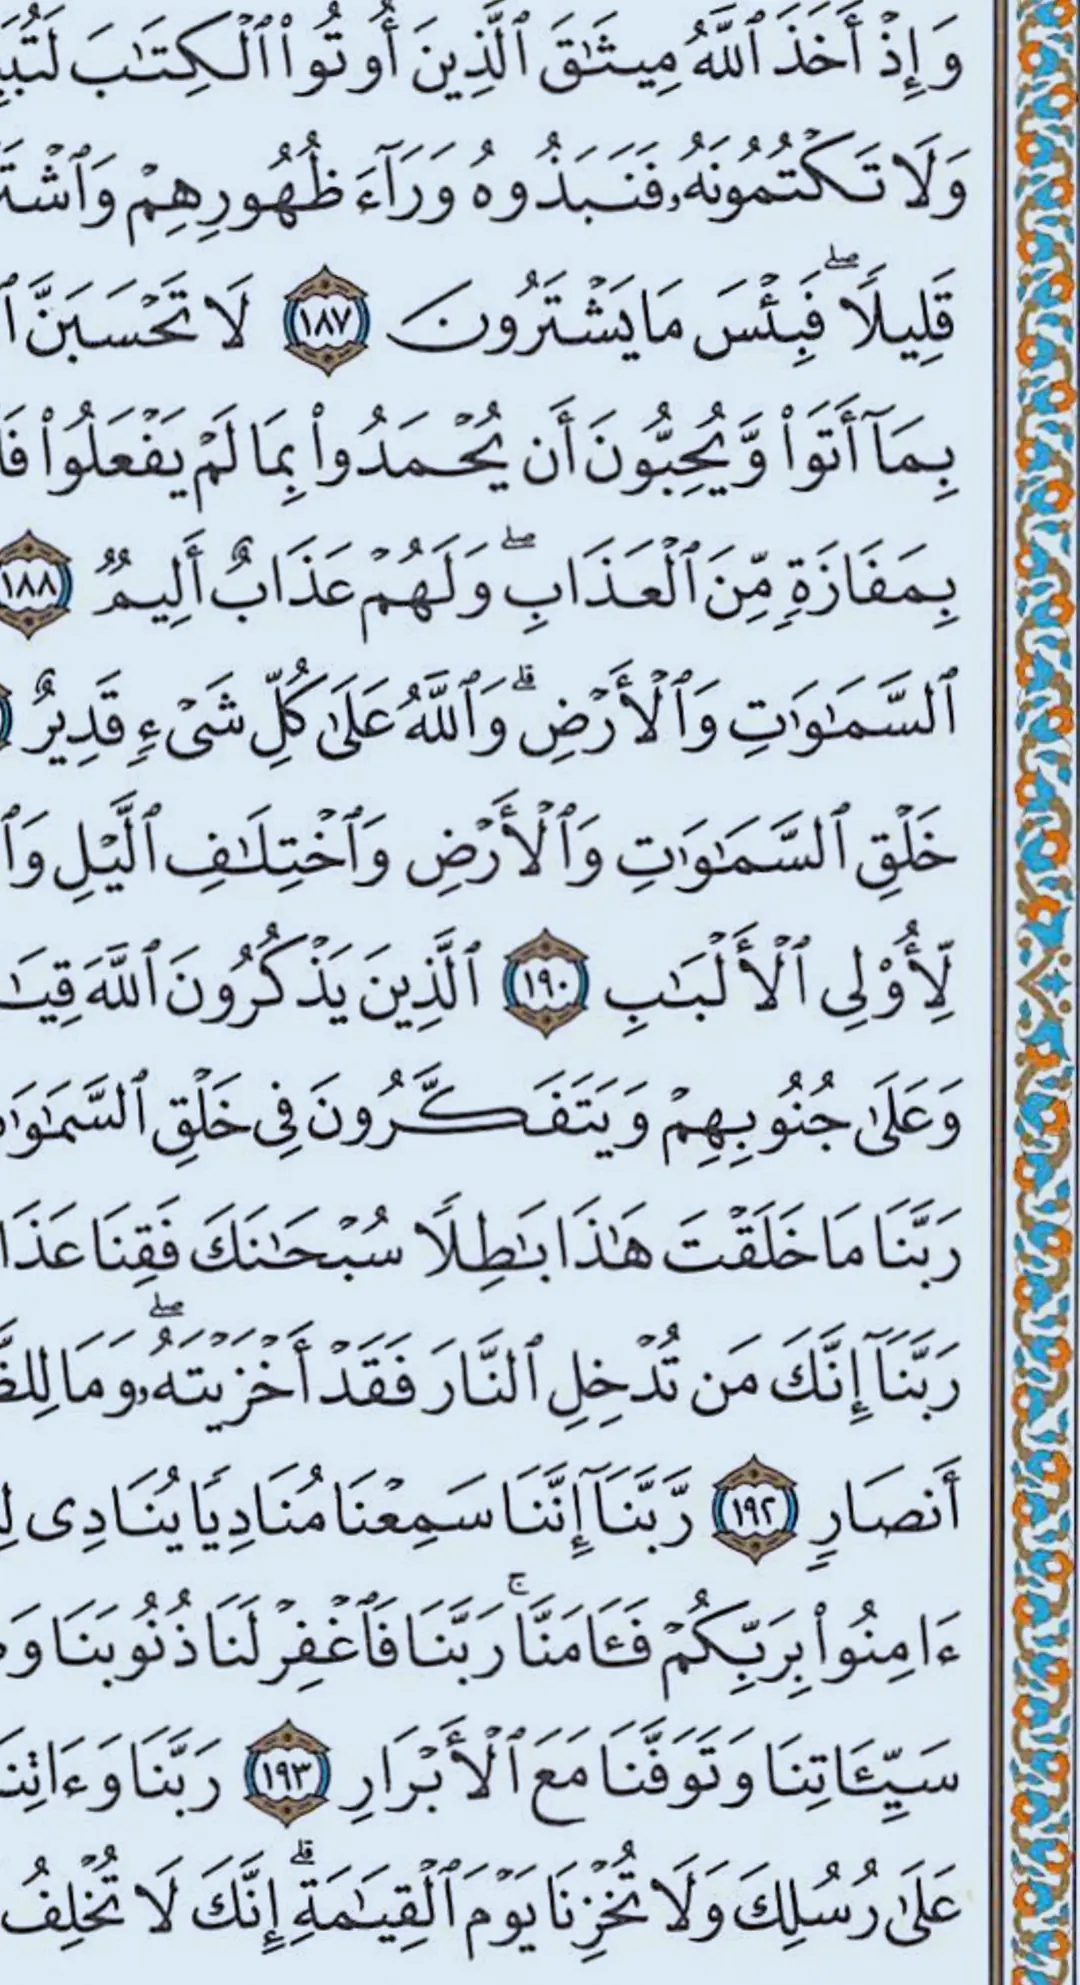 وَإِذْ أَخَذَ ٱللَّهُ مِيثَٰقَ ٱلَّذِينَ أُوتُوا۟ ٱلْكِتَٰبَ
وَلَا تَكْتُمُونَهُۥ فَنَبَذُوهُ وَرَآءَ ظُهُورِهِمْ
قَلِيلًا ۖ فَبِئْسَ مَا يَشْتَرُونَ ١٨٧ لَا تَحْسَبَنَّ
بِمَآ أَتَوا۟ وَّيُحِبُّونَ أَن يُحْمَدُوا۟ بِمَا لَمْ يَفْعَلُوا۟
بِمَفَازَةٍ مِّنَ ٱلْعَذَابِ ۖ وَلَهُمْ عَذَابٌ أَلِيمٌ ١٨٨
ٱلسَّمَٰوَٰتِ وَٱلْأَرْضِ ۗ وَٱللَّهُ عَلَىٰ كُلِّ شَىْءٍ قَدِيرٌ
خَلْقِ ٱلسَّمَٰوَٰتِ وَٱلْأَرْضِ وَٱخْتِلَٰفِ ٱلَّيْلِ
لِّأُو۟لِى ٱلْأَلْبَٰبِ ١٩٠ ٱلَّذِينَ يَذْكُرُونَ ٱللَّهَ
وَعَلَىٰ جُنُوبِهِمْ وَيَتَفَكَّرُونَ فِى خَلْقِ
رَبَّنَا مَا خَلَقْتَ هَٰذَا بَٰطِلًا سُبْحَٰنَكَ فَقِنَا
رَبَّنَآ إِنَّكَ مَن تُدْخِلِ ٱلنَّارَ فَقَدْ أَخْزَيْتَهُۥ ۖ وَمَا
أَنصَارٍ ١٩٢ رَّبَّنَآ إِنَّنَا سَمِعْنَا مُنَادِيًا يُنَادِى
ءَامِنُوا۟ بِرَبِّكُمْ فَـَٔامَنَّا ۚ رَبَّنَا فَٱغْفِرْ لَنَا ذُنُوبَنَا
سَيِّـَٔاتِنَا وَتَوَفَّنَا مَعَ ٱلْأَبْرَارِ ١٩٣ رَبَّنَا
عَلَىٰ رُسُلِكَ وَلَا تُخْزِنَا يَوْمَ ٱلْقِيَٰمَةِ ۗ إِنَّكَ لَا تُخْلِفُ